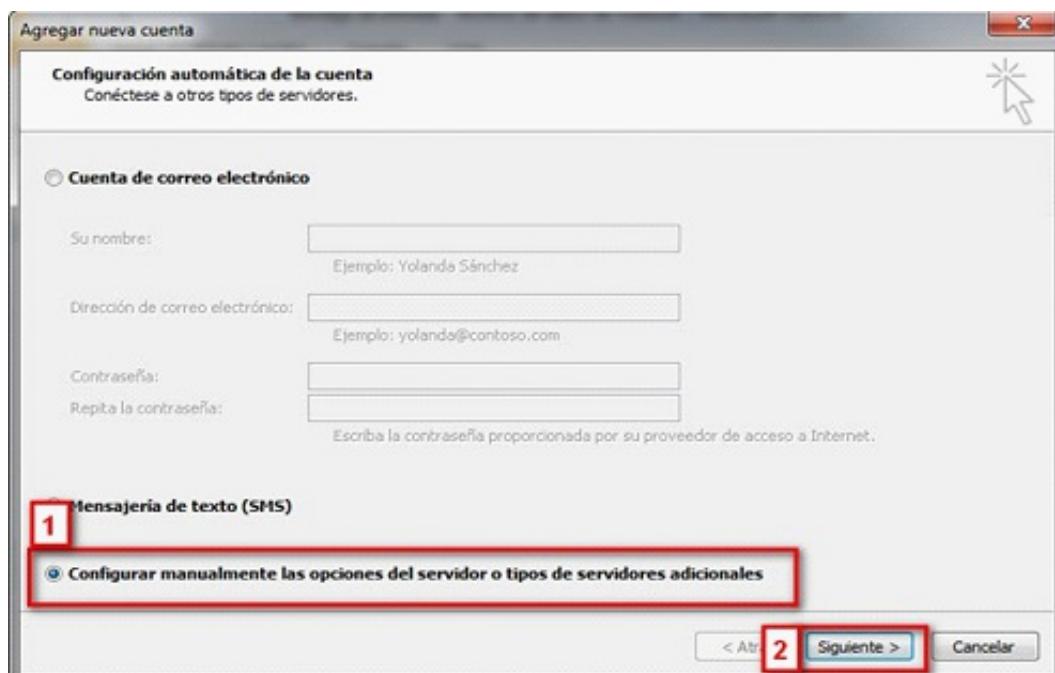 Agregar nueva cuenta
Configuración automática de la cuenta
Conéctese a otros tipos de servidores.
Cuenta de correo electrónico
Su nombre:
Ejemplo: Yolanda Sánchez
Dirección de correo electrónico:
Ejemplo: yolanda@contoso.com
Contraseña:
Repita la contraseña:
Escriba la contraseña proporcionada por su proveedor de acceso a Internet.
Mensajería de texto (SMS)
1
Configurar manualmente las opciones del servidor o tipos de servidores adicionales
< Atr 2 Siguiente > Cancelar